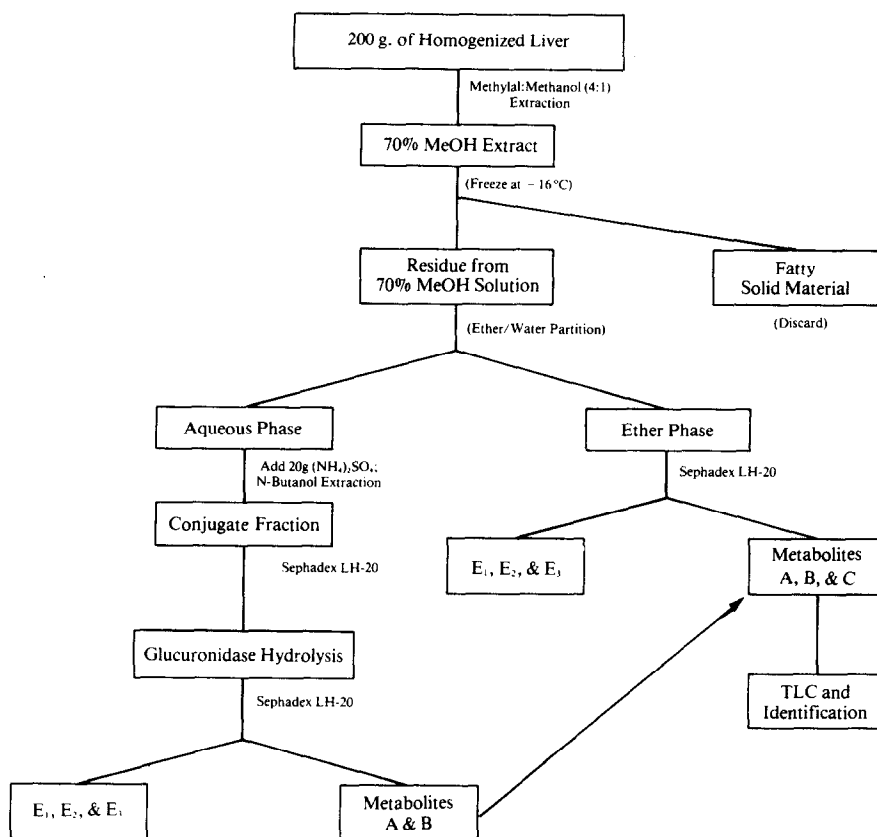 200 g. of Homogenized Liver
Methylal:Methanol (4:1)
Extraction
70% MeOH Extract
(Freeze at - 16°C)
Residue from
70% MeOH Solution
Fatty
Solid Material
(Ether/Water Partition)
(Discard)
Aqueous Phase
Ether Phase
Add 20g (NH₄)₂SO₄;
N-Butanol Extraction
Sephadex LH-20
Conjugate Fraction
E₁, E₂, & E₃
Metabolites
A, B, & C
Sephadex LH-20
Glucuronidase Hydrolysis
TLC and
Identification
Sephadex LH-20
E₁, E₂, & E₃
Metabolites
A & B